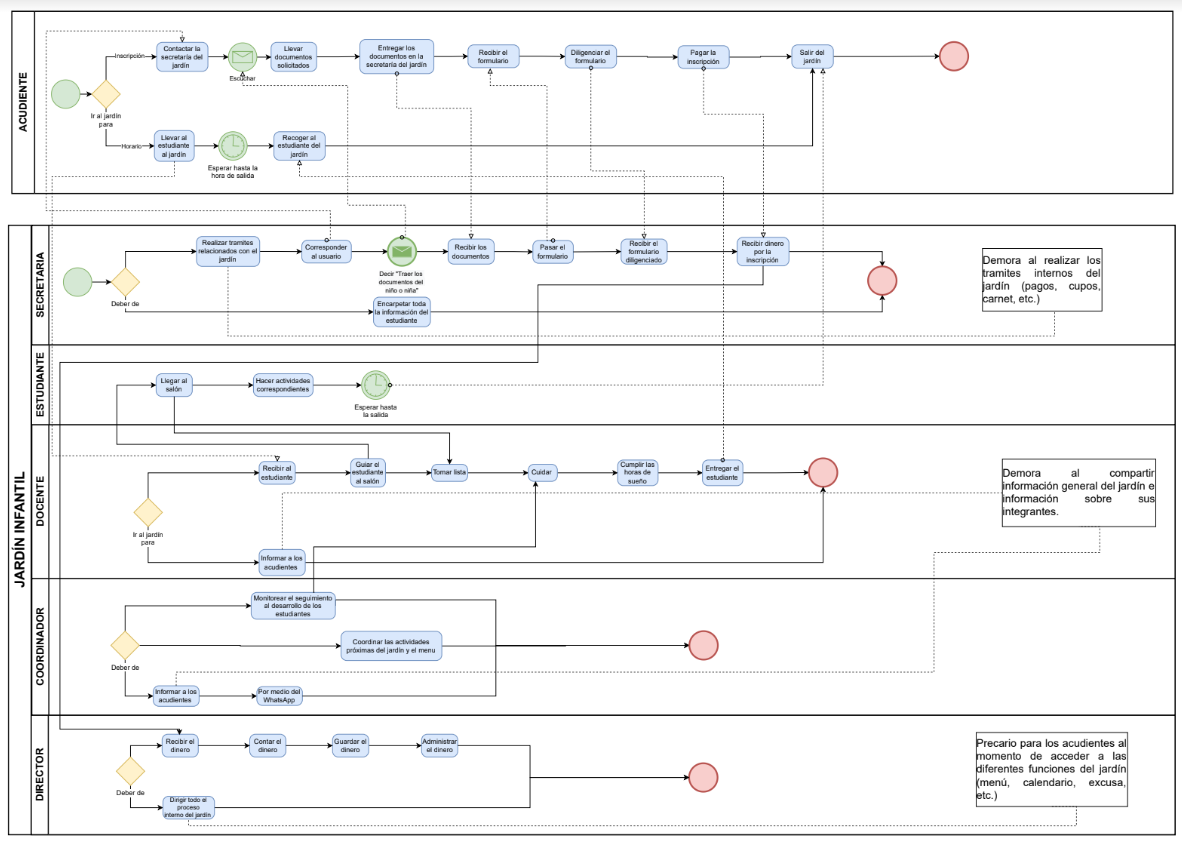 ACUDIENTE
Inscripción
Contactar la
secretaría del
jardín
Escuchar
Llevar
documentos
solicitados
Entregar los
documentos en la
secretaría del jardín
Recibir el
formulario
Diligenciar el
formulario
Pagar la
inscripción
Salir del
jardín
Ir al jardín
para
Horario
Llevar al
estudiante
al jardín
Esperar hasta la
hora de salida
Recoger al
estudiante del
jardín
JARDÍN INFANTIL
SECRETARIA
Realizar tramites
relacionados con el
jardín
Corresponder
al usuario
Decir "Traer los
documentos del
niño o niña"
Recibir los
documentos
Pasar el
formulario
Recibir el
formulario
diligenciado
Recibir dinero
por la
inscripción
Deber de
Encarpetar toda
la información del
estudiante
Demora al realizar los
tramites internos del
jardín (pagos, cupos,
carnet, etc.)
ESTUDIANTE
Llegar al
salón
Hacer actividades
correspondientes
Esperar hasta
la salida
DOCENTE
Recibir al
estudiante
Guiar el
estudiante
al salón
Tomar lista
Cuidar
Cumplir las
horas de
sueño
Entregar el
estudiante
Ir al jardín
para
Informar a los
acudientes
Demora al compartir
información general del jardín e
información sobre sus
integrantes.
COORDINADOR
Monitorear el seguimiento
al desarrollo de los
estudiantes
Coordinar las actividades
próximas del jardín y el menu
Deber de
Informar a los
acudientes
Por medio del
WhatsApp
DIRECTOR
Recibir el
dinero
Contar el
dinero
Guardar el
dinero
Administrar
el dinero
Deber de
Dirigir todo el
proceso
interno del jardín
Precario para los acudientes al
momento de acceder a las
diferentes funciones del jardín
(menú, calendario, excusa,
etc.)